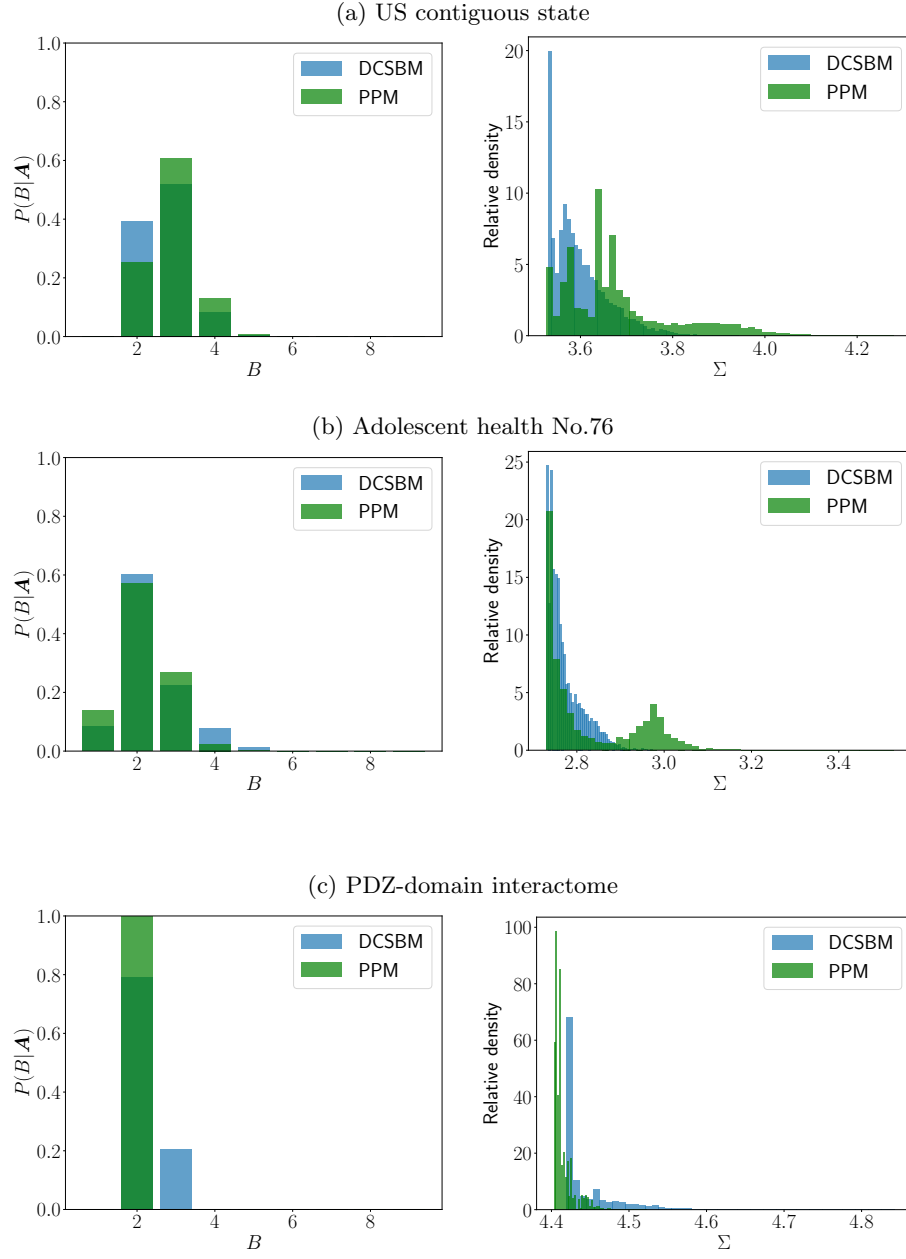 (a) US contiguous state
1.0
0.8
0.6
0.4
0.2
0.0
P(B|A)
2 4 6 8
B
DCSBM
PPM
20
15
10
5
0
Relative density
3.6 3.8 4.0 4.2
Σ
DCSBM
PPM
(b) Adolescent health No.76
1.0
0.8
0.6
0.4
0.2
0.0
P(B|A)
2 4 6 8
B
DCSBM
PPM
25
20
15
10
5
0
Relative density
2.8 3.0 3.2 3.4
Σ
DCSBM
PPM
(c) PDZ-domain interactome
1.0
0.8
0.6
0.4
0.2
0.0
P(B|A)
2 4 6 8
B
DCSBM
PPM
100
80
60
40
20
0
Relative density
4.4 4.5 4.6 4.7 4.8
Σ
DCSBM
PPM